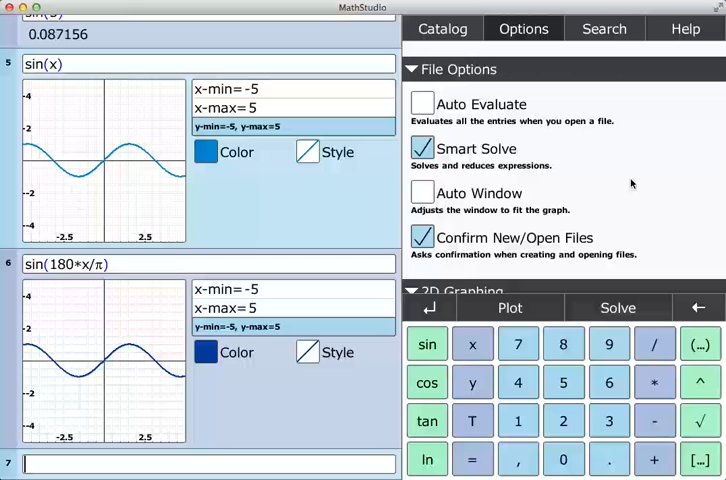 MathStudio
sin(5)
0.087156
5
sin(x)
4
2
-2
-4
-2.5
2.5
x-min=-5
x-max=5
y-min=-5, y-max=5
Color
Style
6
sin(180*x/π)
4
2
-2
-4
-2.5
2.5
x-min=-5
x-max=5
y-min=-5, y-max=5
Color
Style
7
Catalog
Options
Search
Help
File Options
Auto Evaluate
Evaluates all the entries when you open a file.
Smart Solve
Solves and reduces expressions.
Auto Window
Adjusts the window to fit the graph.
Confirm New/Open Files
Asks confirmation when creating and opening files.
2D Graphing
Plot
Solve
sin x 7 8 9 / (...)
cos y 4 5 6 * ^
tan T 1 2 3 - √
ln = , 0 . + [...]